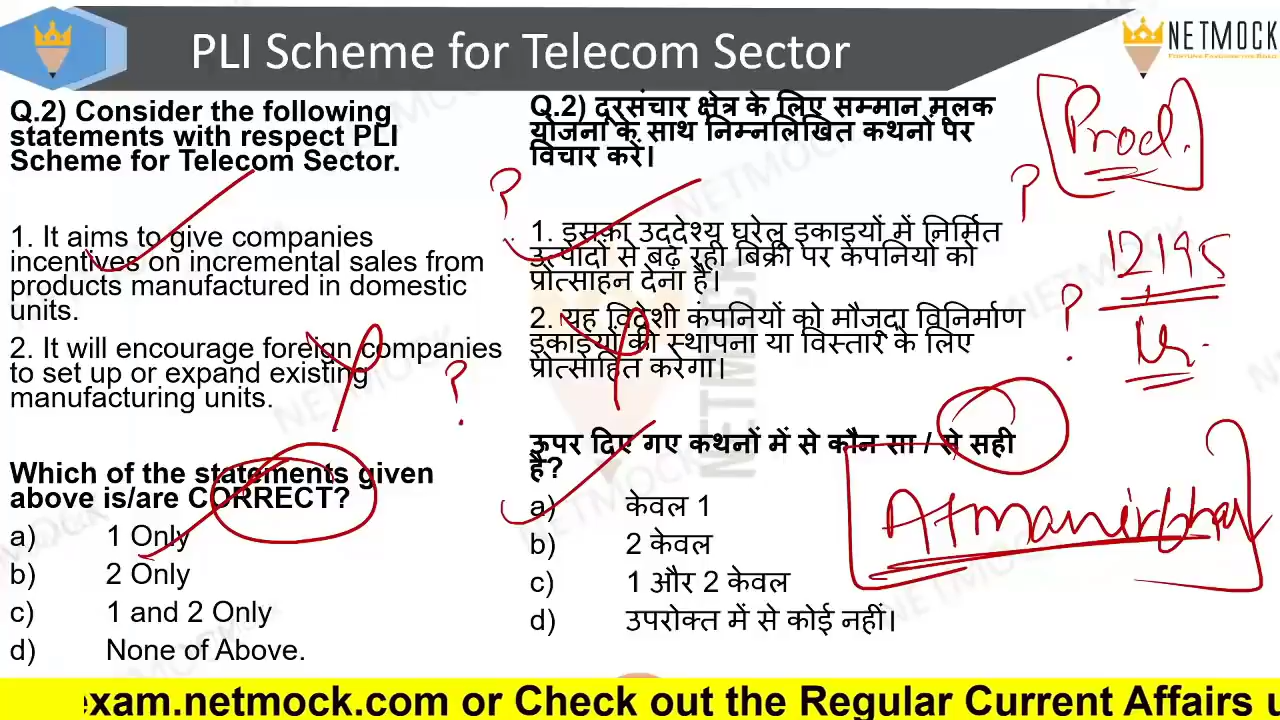 PLI Scheme for Telecom Sector
NETMOCK
Q.2) Consider the following
statements with respect PLI
Scheme for Telecom Sector.
1. It aims to give companies
incentives on incremental sales from
products manufactured in domestic
units.
2. It will encourage foreign companies
to set up or expand existing
manufacturing units.
Which of the statements given
above is/are CORRECT?
a) 1 Only
b) 2 Only
c) 1 and 2 Only
d) None of Above.
Q.2) दूरसंचार क्षेत्र के लिए सम्मान मूलक
योजना के साथ निम्नलिखित कथनों पर
विचार करें।
1. इसका उद्देश्य घरेलू इकाइयों में निर्मित
उत्पादों से बढ़ रही बिक्री पर कंपनियों को
प्रोत्साहन देना है।
2. यह विदेशी कंपनियों को मौजूदा विनिर्माण
इकाइयों की स्थापना या विस्तार के लिए
प्रोत्साहित करेगा।
ऊपर दिए गए कथनों में से कौन सा / से सही
है?
a) केवल 1
b) 2 केवल
c) 1 और 2 केवल
d) उपरोक्त में से कोई नहीं।
Prod.
12195
Atmanirbhar
exam.netmock.com or Check out the Regular Current Affairs u